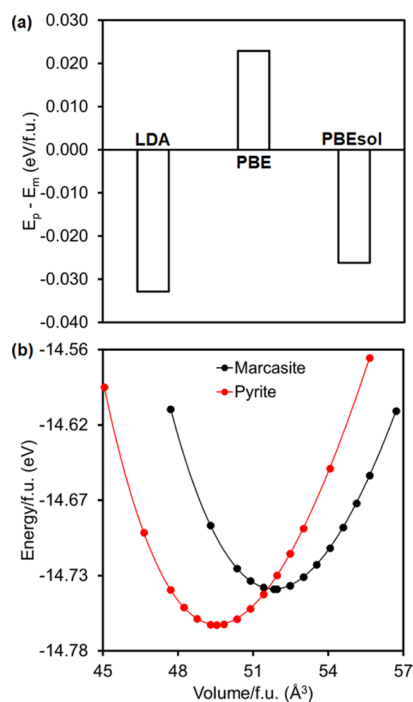 (a)
0.030
0.020
0.010
0.000
-0.010
-0.020
-0.030
-0.040
Ep - Em (eV/f.u.)
LDA
PBE
PBEsol
(b)
-14.56
-14.62
-14.67
-14.73
-14.78
Energy/f.u. (eV)
Marcasite
Pyrite
45 48 51 54 57
Volume/f.u. (Å³)